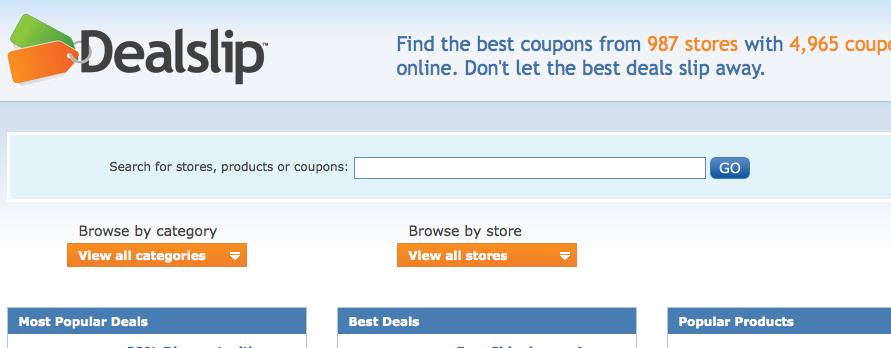 Dealslip™
Find the best coupons from 987 stores with 4,965
online. Don't let the best deals slip away.
Search for stores, products or coupons:
GO
Browse by category
Browse by store
View all categories
View all stores
Most Popular Deals
Best Deals
Popular Products